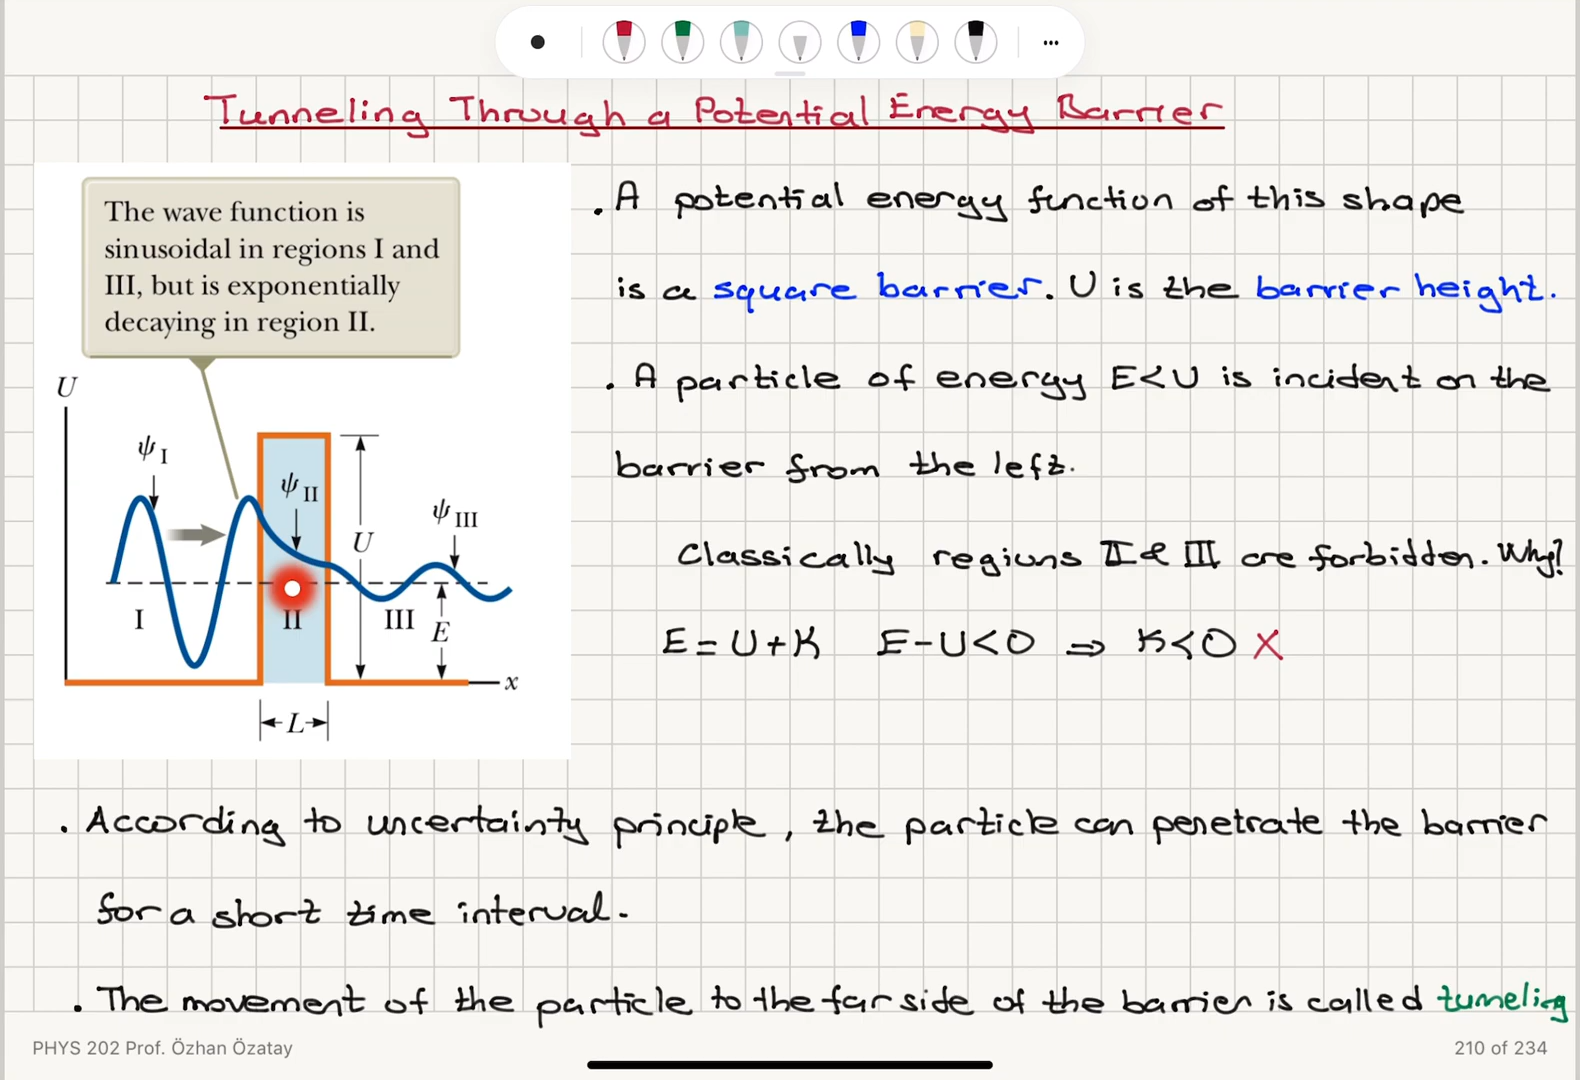 Tunneling Through a Potential Energy Barrier
The wave function is
sinusoidal in regions I and
III, but is exponentially
decaying in region II.
U
ψI
ψII
U
ψIII
I
II
III
E
x
L
. A potential energy function of this shape
is a square barrier. U is the barrier height.
. A particle of energy E<U is incident on the
barrier from the left.
Classically regions II & III are forbidden. Why?
E = U + K E - U < 0 ⇒ K < 0 X
. According to uncertainty principle, the particle can penetrate the barrier
for a short time interval.
. The movement of the particle to the far side of the barrier is called tunneling
PHYS 202 Prof. Özhan Özatay
210 of 234